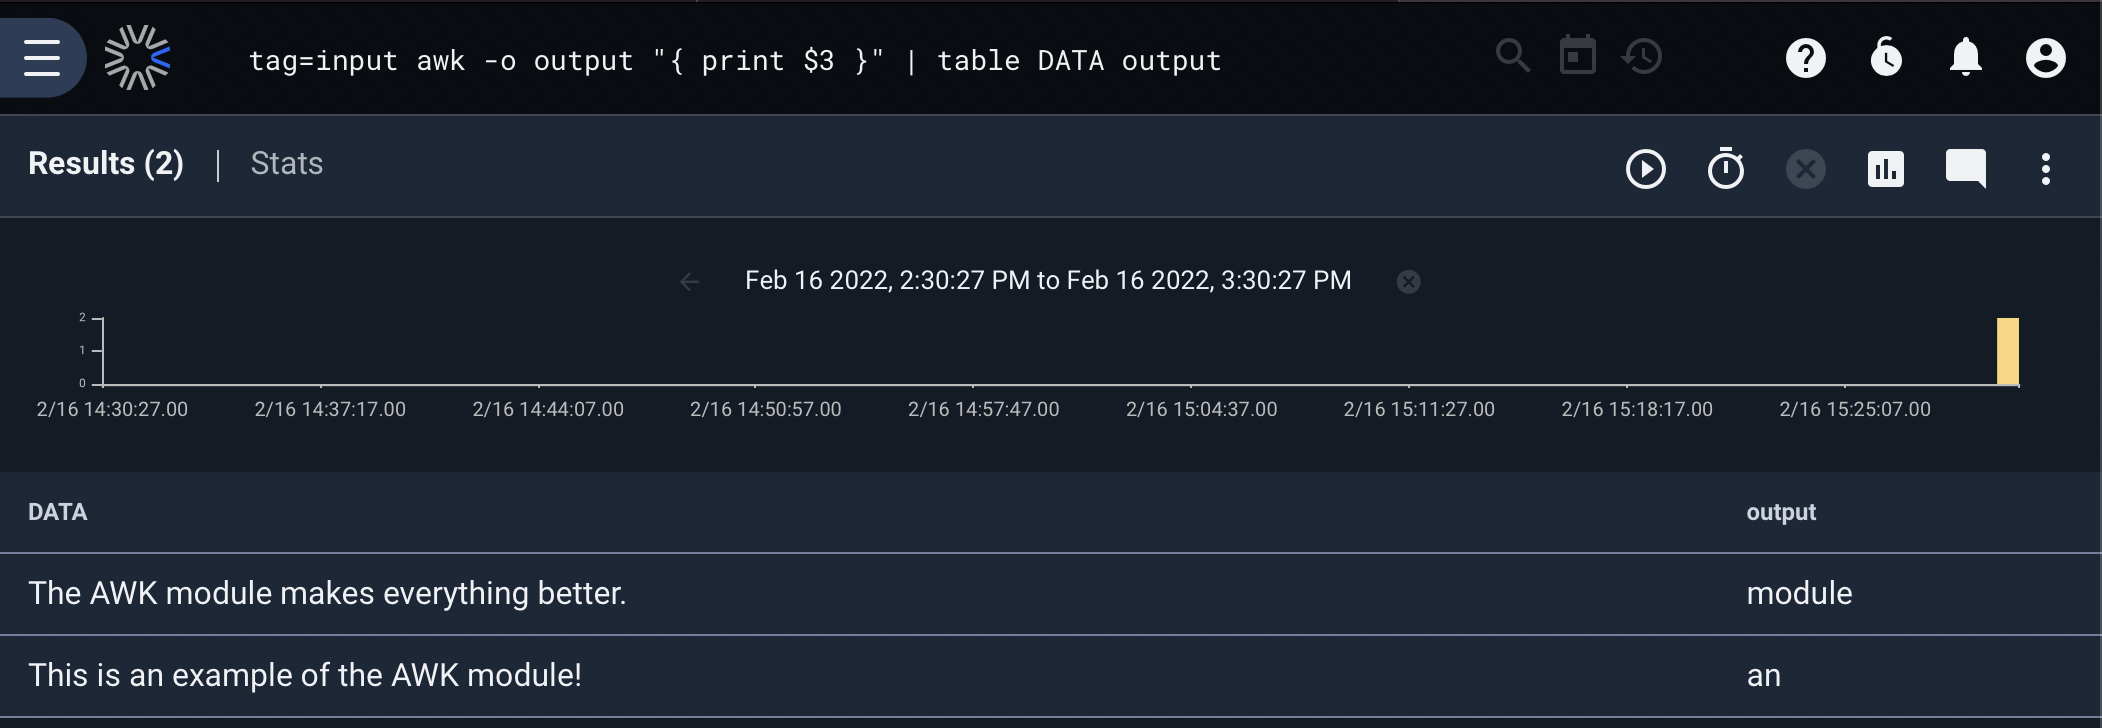 tag=input awk -o output "{ print $3 }" | table DATA output
Results (2) | Stats
Feb 16 2022, 2:30:27 PM to Feb 16 2022, 3:30:27 PM
2
1
0
2/16 14:30:27.00 2/16 14:37:17.00 2/16 14:44:07.00 2/16 14:50:57.00 2/16 14:57:47.00 2/16 15:04:37.00 2/16 15:11:27.00 2/16 15:18:17.00 2/16 15:25:07.00
DATA output
The AWK module makes everything better. module
This is an example of the AWK module! an